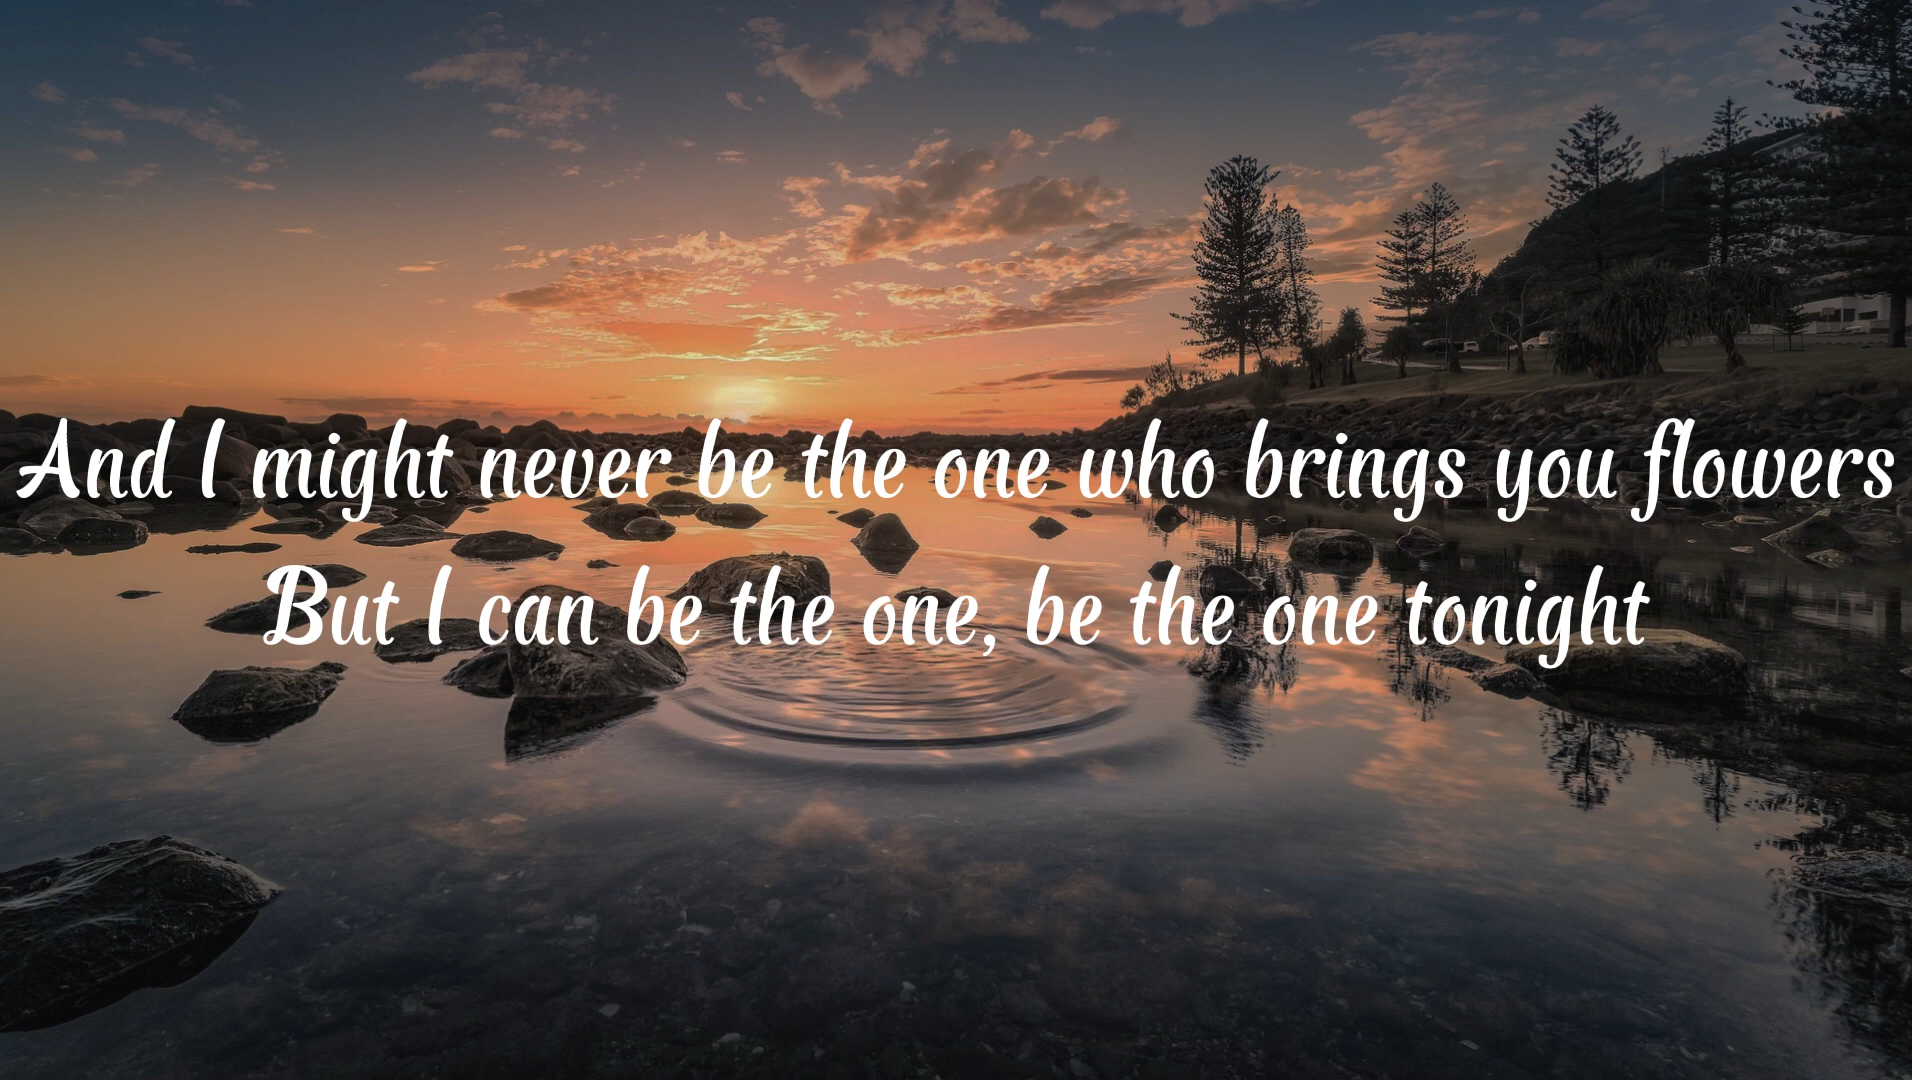 And I might never be the one who brings you flowers
But I can be the one, be the one tonight